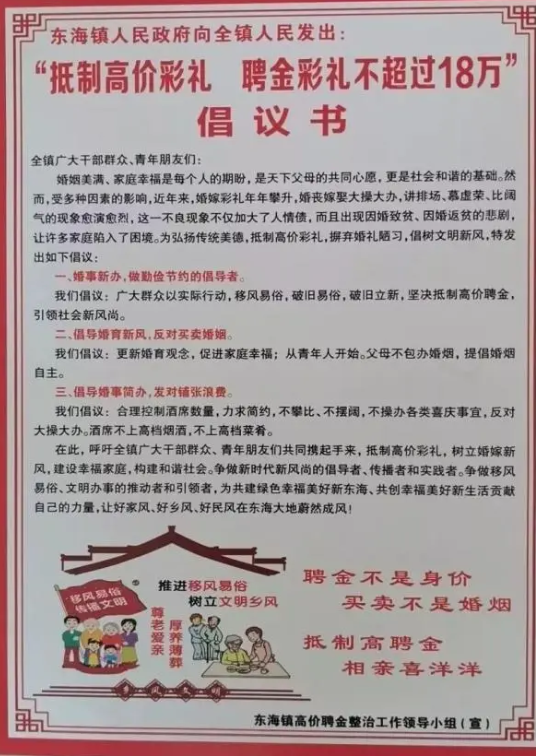 东海镇人民政府向全镇人民发出：
“抵制高价彩礼 聘金彩礼不超过18万”
倡议书
全镇广大干部群众、青年朋友们：
婚姻美满、家庭幸福是每个人的期盼，是天下父母的共同心愿，更是社会和谐的基础。然
而，受多种因素的影响，近年来，婚嫁彩礼年年攀升，婚丧嫁娶大操大办，讲排场、慕虚荣、比阔
气的现象愈演愈烈，这一不良现象不仅加大了人情债，而且出现因婚致贫、因婚返贫的悲剧，
让许多家庭陷入了困境。为弘扬传统美德，抵制高价彩礼，摒弃婚礼陋习，倡树文明新风，特发
出如下倡议：
一、婚事新办，做勤俭节约的倡导者。
我们倡议：广大群众以实际行动，移风易俗，破旧易俗，破旧立新，坚决抵制高价聘金，
引领社会新风尚。
二、倡导婚育新风，反对买卖婚姻。
我们倡议：更新婚育观念，促进家庭幸福；从青年人开始。父母不包办婚烟，提倡婚烟
自主。
三、倡导婚事简办，发对铺张浪费。
我们倡议：合理控制酒席数量，力求简约，不攀比、不摆阔，不操办各类喜庆事宜，反对
大操大办。酒席不上高档烟酒，不上高档菜肴。
在此，呼吁全镇广大干部群众、青年朋友们共同携起手来，抵制高价彩礼，树立婚嫁新
风，建设幸福家庭，构建和谐社会。争做新时代新风尚的倡导者、传播者和实践者。争做移风
易俗、文明办事的推动者和引领者，为共建绿色幸福美好新东海、共创幸福美好新生活贡献
自己的力量，让好家风、好乡风、好民风在东海大地蔚然成风！
移风易俗
传播文明
推进移风易俗
树立文明乡风
尊老爱亲
厚养薄葬
乡风文明
聘金不是身价
买卖不是婚烟
抵制高聘金
相亲喜洋洋
东海镇高价聘金整治工作领导小组（宣）